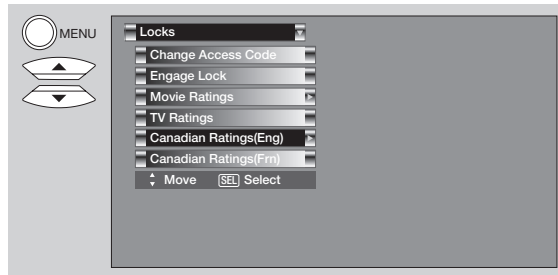 MENU
Locks
Change Access Code
Engage Lock
Movie Ratings
TV Ratings
Canadian Ratings(Eng)
Canadian Ratings(Frn)
Move SEL Select